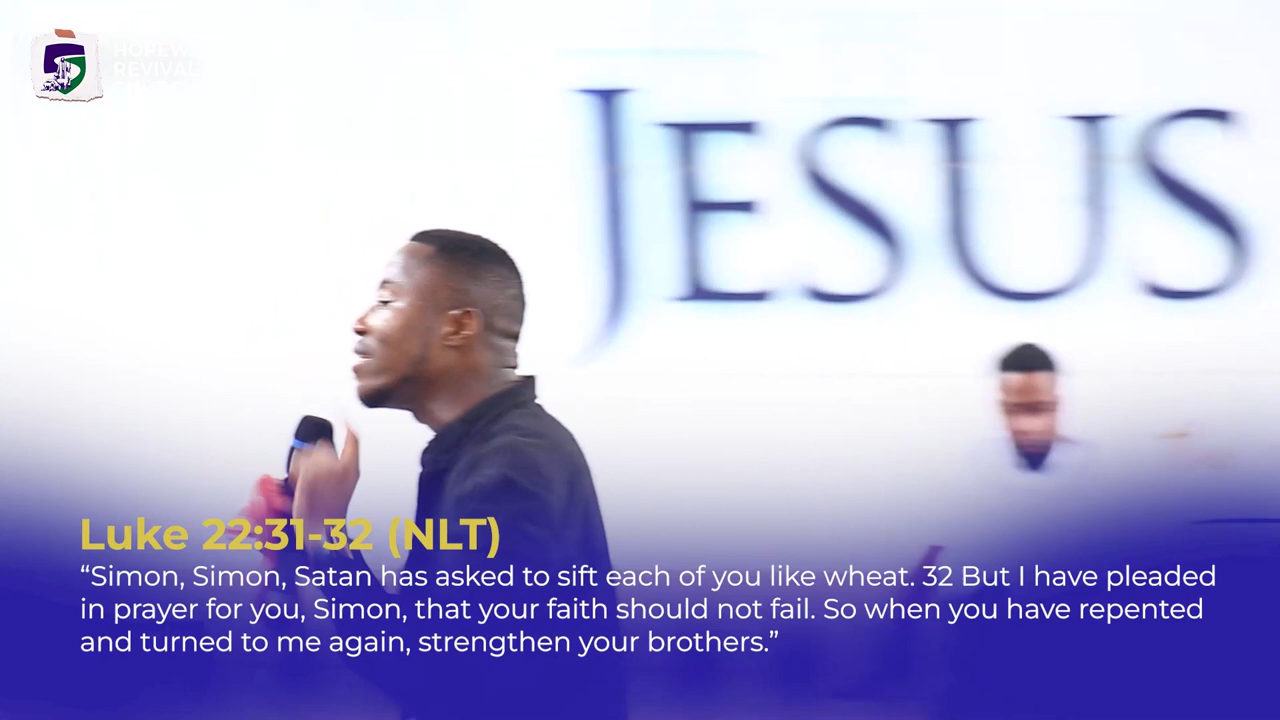 REVIVAL
JESUS
Luke 22:31-32 (NLT)
“Simon, Simon, Satan has asked to sift each of you like wheat. 32 But I have pleaded
in prayer for you, Simon, that your faith should not fail. So when you have repented
and turned to me again, strengthen your brothers.”